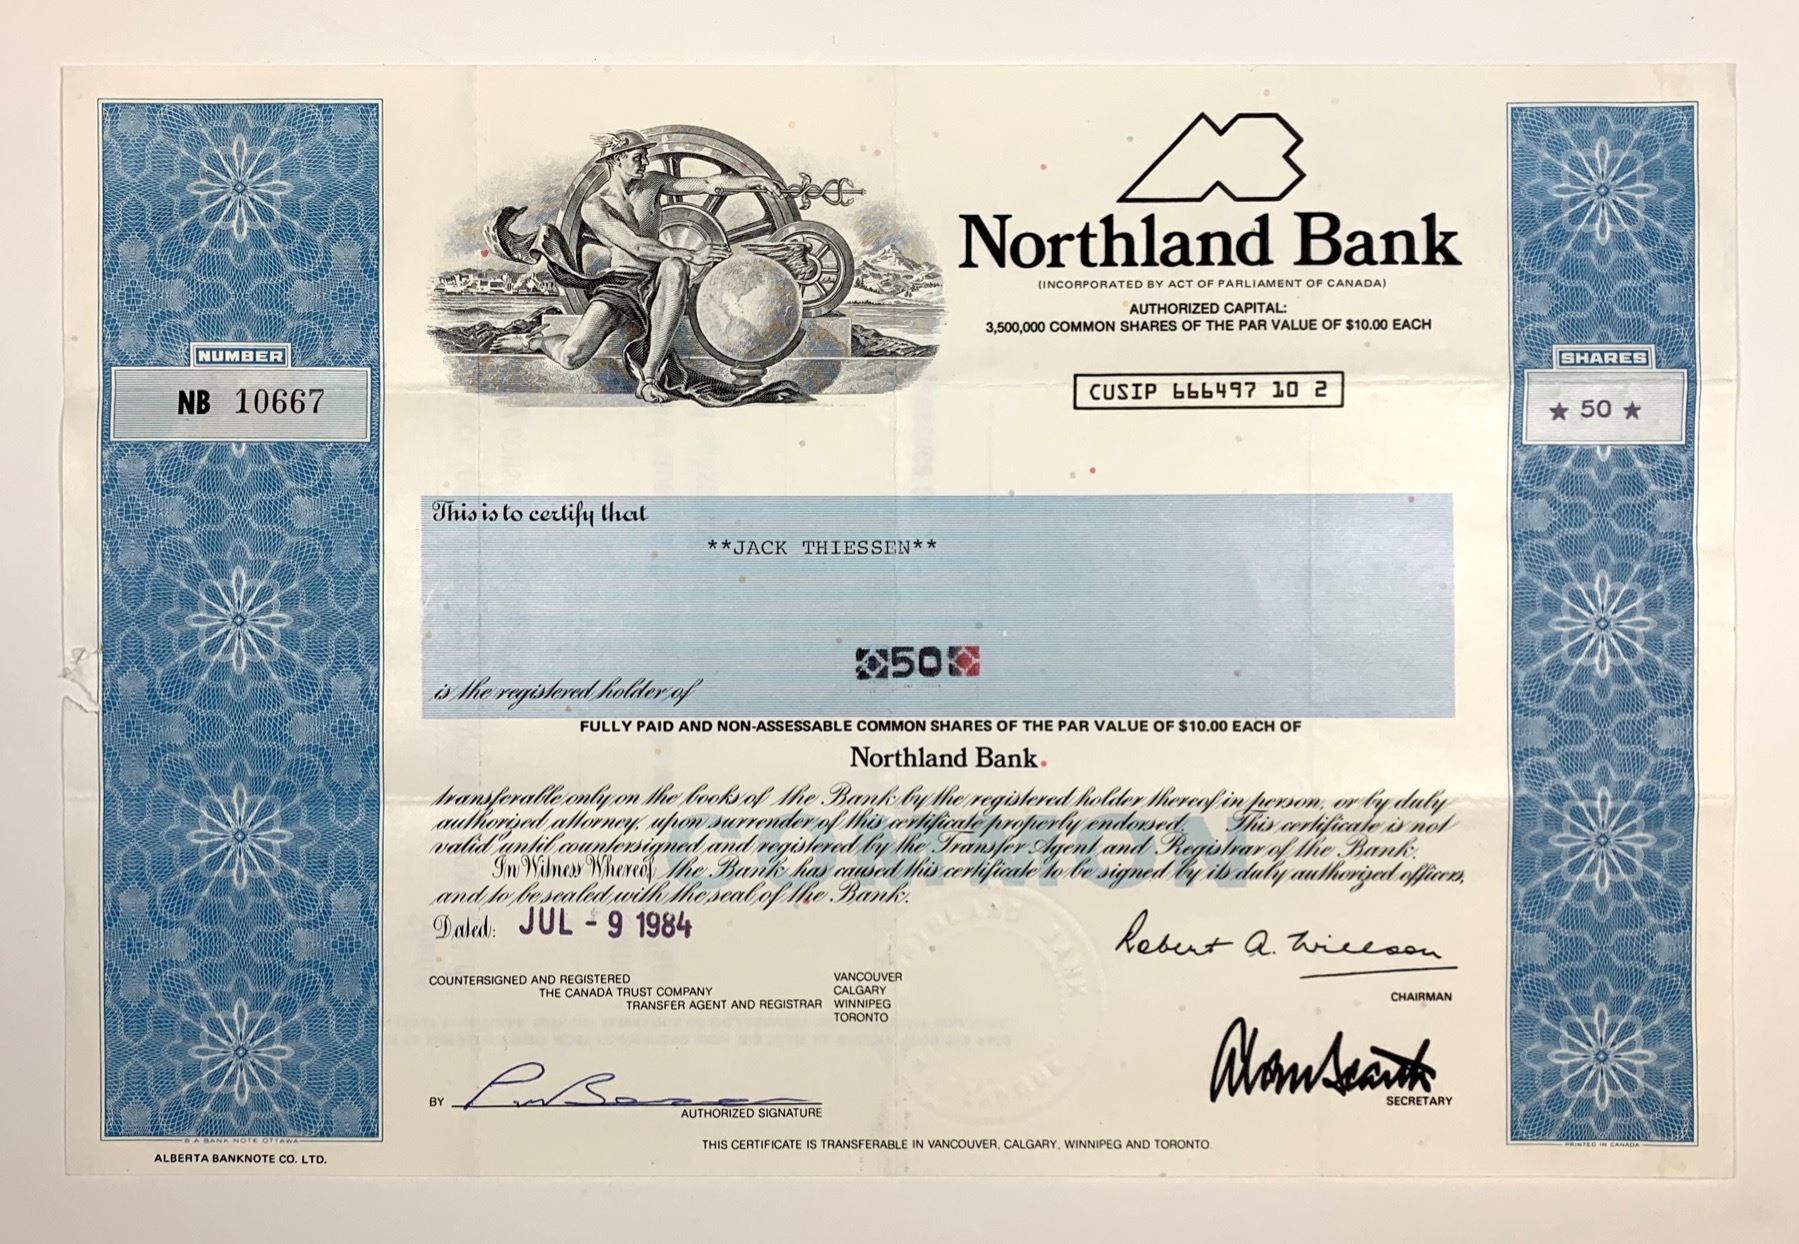 Northland Bank
(INCORPORATED BY ACT OF PARLIAMENT OF CANADA)
AUTHORIZED CAPITAL:
3,500,000 COMMON SHARES OF THE PAR VALUE OF $10.00 EACH
NUMBER
NB 10667
CUSIP 666497 10 2
SHARES
★ 50 ★
This is to certify that
**JACK THIESSEN**
50
is the registered holder of
FULLY PAID AND NON-ASSESSABLE COMMON SHARES OF THE PAR VALUE OF $10.00 EACH OF
Northland Bank
transferable only on the books of the Bank by the registered holder thereof in person, or by duly
authorized attorney, upon surrender of this certificate properly endorsed. This certificate is not
valid until countersigned and registered by the Transfer Agent and Registrar of the Bank.
In Witness Whereof the Bank has caused this certificate to be signed by its duly authorized officers,
and to be sealed with the seal of the Bank.
COMMON
Dated: JUL - 9 1984
NORTHLAND BANK
Robert A. Willson
CHAIRMAN
COUNTERSIGNED AND REGISTERED
THE CANADA TRUST COMPANY
TRANSFER AGENT AND REGISTRAR
VANCOUVER
CALGARY
WINNIPEG
TORONTO
BY
AUTHORIZED SIGNATURE
SECRETARY
THIS CERTIFICATE IS TRANSFERABLE IN VANCOUVER, CALGARY, WINNIPEG AND TORONTO.
B A BANK NOTE OTTAWA
ALBERTA BANKNOTE CO. LTD.
PRINTED IN CANADA